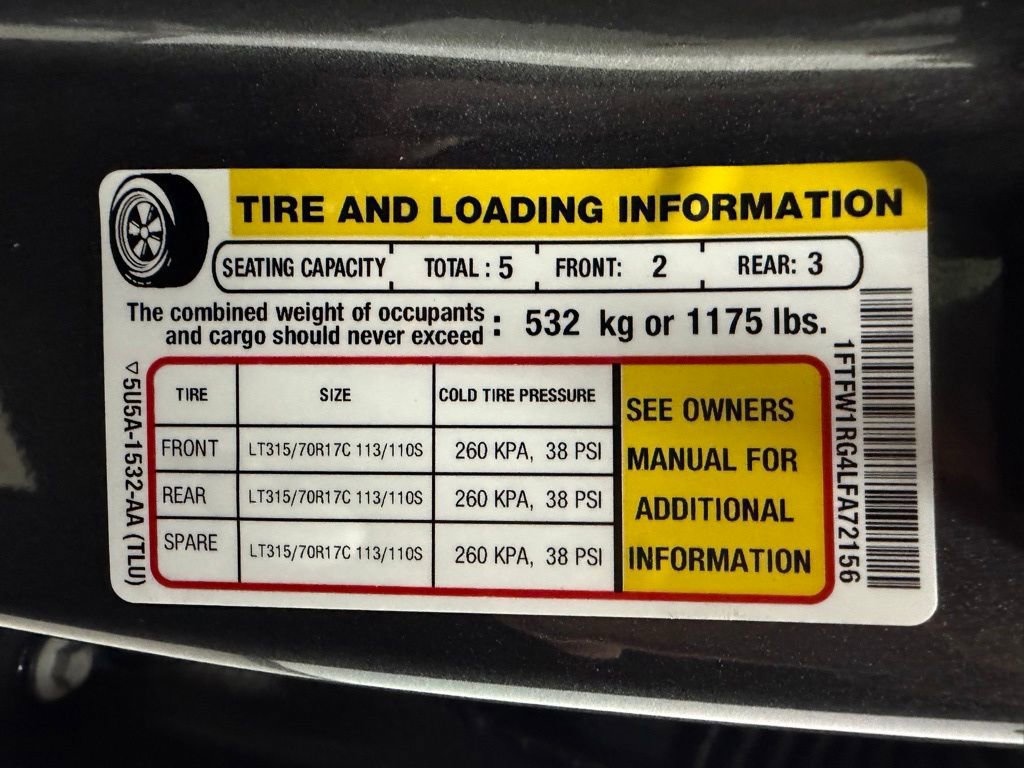 TIRE AND LOADING INFORMATION
SEATING CAPACITY TOTAL : 5 FRONT: 2 REAR: 3
The combined weight of occupants
and cargo should never exceed : 532 kg or 1175 lbs.
TIRE SIZE COLD TIRE PRESSURE
FRONT LT315/70R17C 113/110S 260 KPA, 38 PSI
REAR LT315/70R17C 113/110S 260 KPA, 38 PSI
SPARE LT315/70R17C 113/110S 260 KPA, 38 PSI
SEE OWNERS
MANUAL FOR
ADDITIONAL
INFORMATION
▽5U5A-1532-AA (TLU)
1FTFW1RG4LFA72156